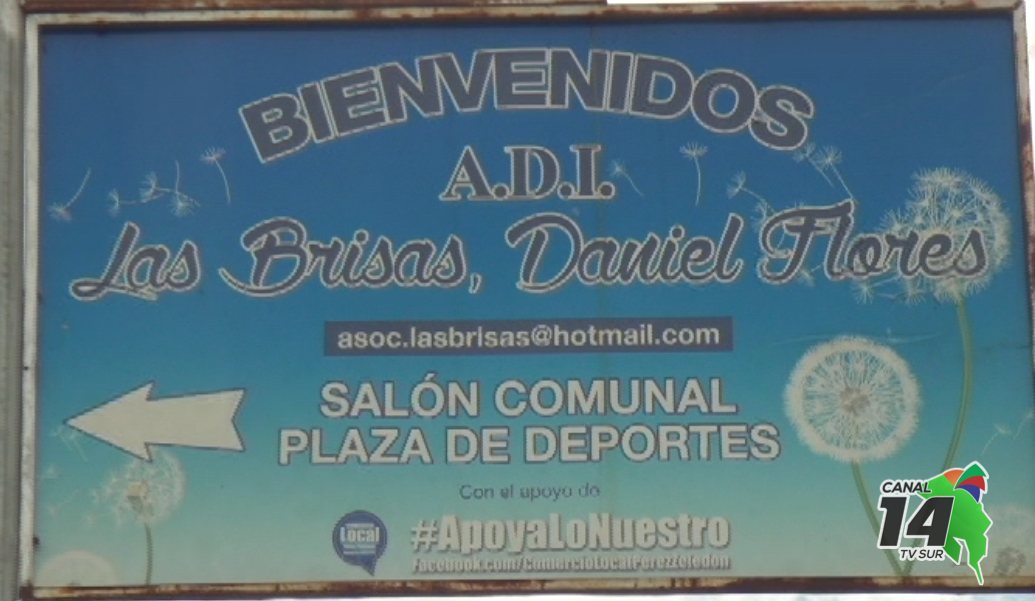 BIENVENIDOS
A.D.I.
Las Brisas, Daniel Flores
asoc.lasbrisas@hotmail.com
SALÓN COMUNAL
PLAZA DE DEPORTES
Con el apoyo de
Local
#ApoyaLoNuestro
Facebook.com/ComercioLocalPerezZeledon
CANAL
14
TV SUR